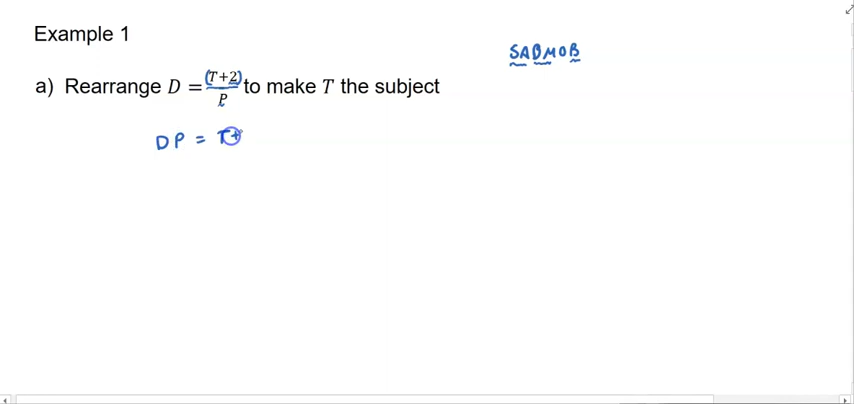 Example 1
SADMOB
a) Rearrange D = (T+2)/P to make T the subject
DP = T+